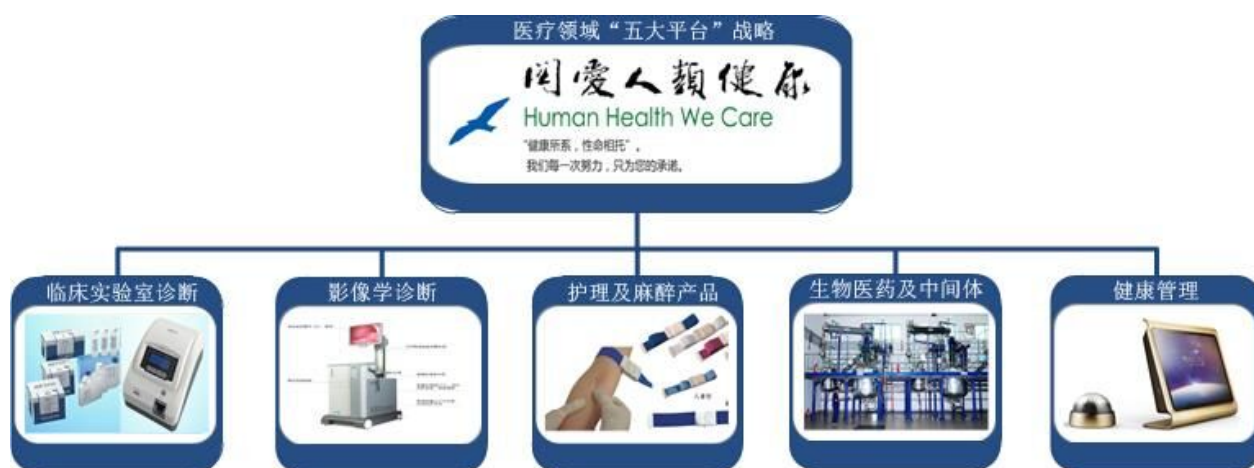 医疗领域“五大平台”战略
関愛人類健康
Human Health We Care
“健康所系，性命相托”。
我们每一次努力，只为您的承诺。
临床实验室诊断
影像学诊断
护理及麻醉产品
生物医药及中间体
健康管理